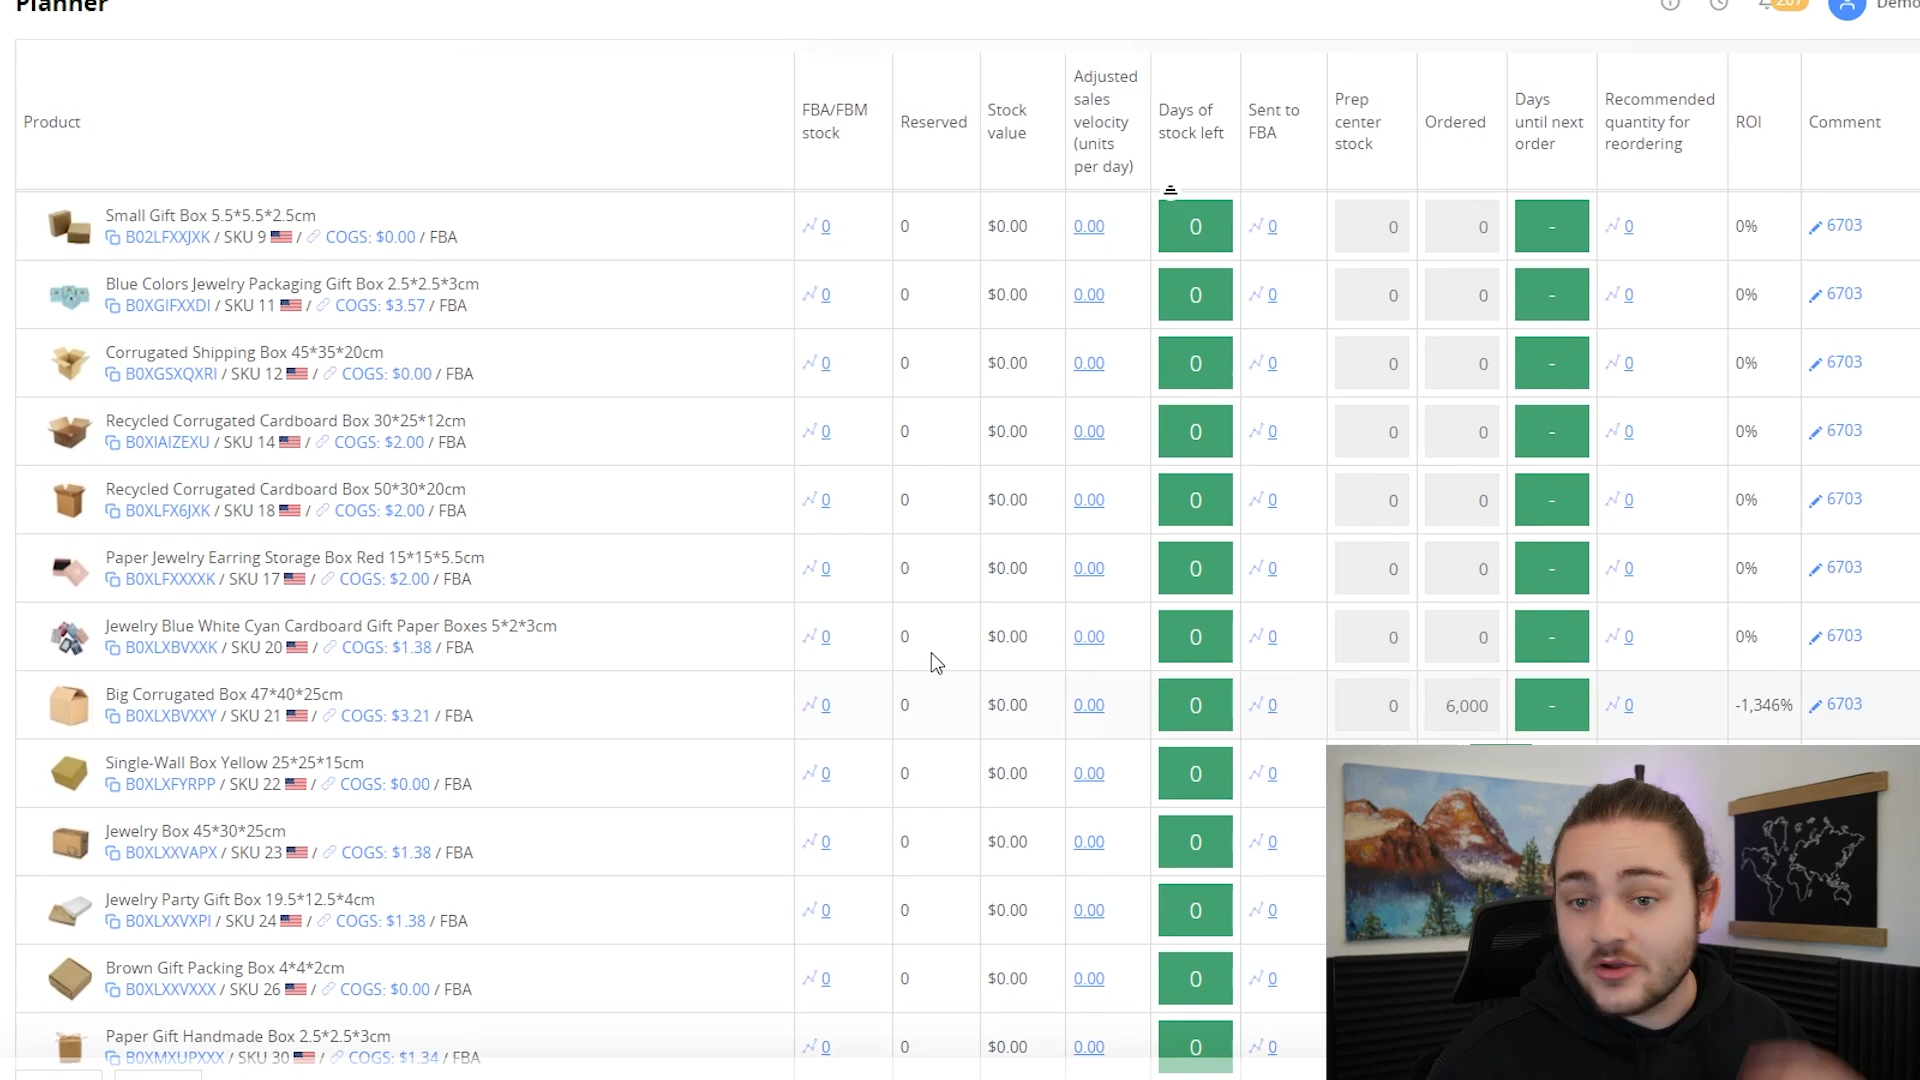 Planner
207
Demo
Product
FBA/FBM stock
Reserved
Stock value
Adjusted sales velocity (units per day)
Days of stock left
Sent to FBA
Prep center stock
Ordered
Days until next order
Recommended quantity for reordering
ROI
Comment
Small Gift Box 5.5*5.5*2.5cm
B02LFXXJXK / SKU 9 / COGS: $0.00 / FBA
0 0 $0.00 0.00 0 0 0 0 - 0 0% 6703
Blue Colors Jewelry Packaging Gift Box 2.5*2.5*3cm
B0XGIFXXDI / SKU 11 / COGS: $3.57 / FBA
0 0 $0.00 0.00 0 0 0 0 - 0 0% 6703
Corrugated Shipping Box 45*35*20cm
B0XGSXQXRI / SKU 12 / COGS: $0.00 / FBA
0 0 $0.00 0.00 0 0 0 0 - 0 0% 6703
Recycled Corrugated Cardboard Box 30*25*12cm
B0XIAIZEXU / SKU 14 / COGS: $2.00 / FBA
0 0 $0.00 0.00 0 0 0 0 - 0 0% 6703
Recycled Corrugated Cardboard Box 50*30*20cm
B0XLFX6JXK / SKU 18 / COGS: $2.00 / FBA
0 0 $0.00 0.00 0 0 0 0 - 0 0% 6703
Paper Jewelry Earring Storage Box Red 15*15*5.5cm
B0XLFXXXXK / SKU 17 / COGS: $2.00 / FBA
0 0 $0.00 0.00 0 0 0 0 - 0 0% 6703
Jewelry Blue White Cyan Cardboard Gift Paper Boxes 5*2*3cm
B0XLXBVXXK / SKU 20 / COGS: $1.38 / FBA
0 0 $0.00 0.00 0 0 0 0 - 0 0% 6703
Big Corrugated Box 47*40*25cm
B0XLXBVXXY / SKU 21 / COGS: $3.21 / FBA
0 0 $0.00 0.00 0 0 0 6,000 - 0 -1,346% 6703
Single-Wall Box Yellow 25*25*15cm
B0XLXFYRPP / SKU 22 / COGS: $0.00 / FBA
0 0 $0.00 0.00 0 0
Jewelry Box 45*30*25cm
B0XLXXVAPX / SKU 23 / COGS: $1.38 / FBA
0 0 $0.00 0.00 0 0
Jewelry Party Gift Box 19.5*12.5*4cm
B0XLXXVXPI / SKU 24 / COGS: $1.38 / FBA
0 0 $0.00 0.00 0 0
Brown Gift Packing Box 4*4*2cm
B0XLXXVXXX / SKU 26 / COGS: $0.00 / FBA
0 0 $0.00 0.00 0 0
Paper Gift Handmade Box 2.5*2.5*3cm
B0XMXUPXXX / SKU 30 / COGS: $1.34 / FBA
0 0 $0.00 0.00 0 0